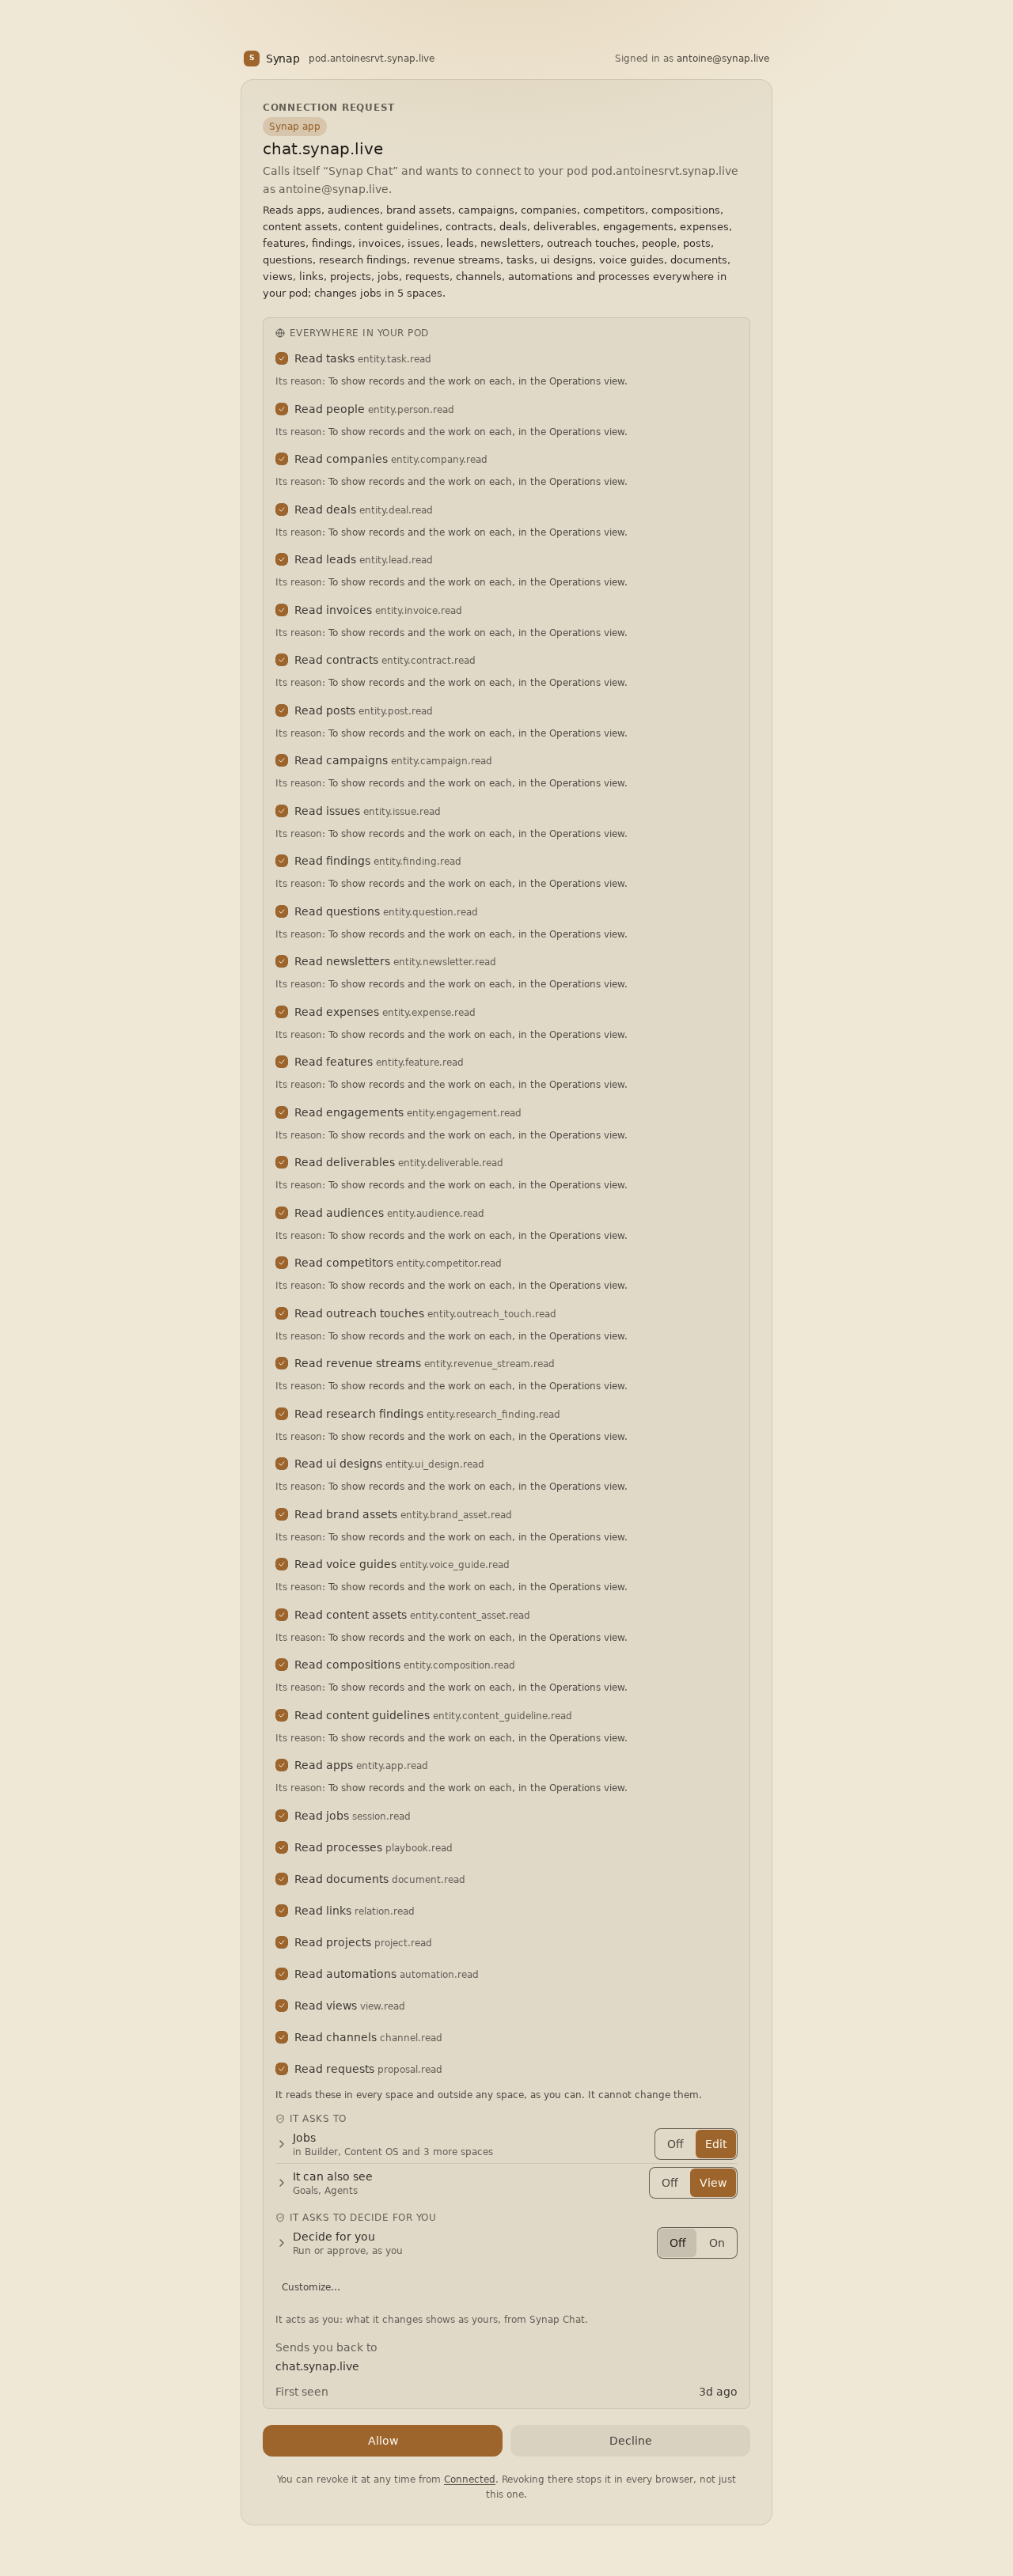 S Synap pod.antoinesrvt.synap.live Signed in as antoine@synap.live
CONNECTION REQUEST
Synap app
chat.synap.live
Calls itself “Synap Chat” and wants to connect to your pod pod.antoinesrvt.synap.live
as antoine@synap.live.
Reads apps, audiences, brand assets, campaigns, companies, competitors, compositions,
content assets, content guidelines, contracts, deals, deliverables, engagements, expenses,
features, findings, invoices, issues, leads, newsletters, outreach touches, people, posts,
questions, research findings, revenue streams, tasks, ui designs, voice guides, documents,
views, links, projects, jobs, requests, channels, automations and processes everywhere in
your pod; changes jobs in 5 spaces.
EVERYWHERE IN YOUR POD
Read tasks entity.task.read
Its reason: To show records and the work on each, in the Operations view.
Read people entity.person.read
Its reason: To show records and the work on each, in the Operations view.
Read companies entity.company.read
Its reason: To show records and the work on each, in the Operations view.
Read deals entity.deal.read
Its reason: To show records and the work on each, in the Operations view.
Read leads entity.lead.read
Its reason: To show records and the work on each, in the Operations view.
Read invoices entity.invoice.read
Its reason: To show records and the work on each, in the Operations view.
Read contracts entity.contract.read
Its reason: To show records and the work on each, in the Operations view.
Read posts entity.post.read
Its reason: To show records and the work on each, in the Operations view.
Read campaigns entity.campaign.read
Its reason: To show records and the work on each, in the Operations view.
Read issues entity.issue.read
Its reason: To show records and the work on each, in the Operations view.
Read findings entity.finding.read
Its reason: To show records and the work on each, in the Operations view.
Read questions entity.question.read
Its reason: To show records and the work on each, in the Operations view.
Read newsletters entity.newsletter.read
Its reason: To show records and the work on each, in the Operations view.
Read expenses entity.expense.read
Its reason: To show records and the work on each, in the Operations view.
Read features entity.feature.read
Its reason: To show records and the work on each, in the Operations view.
Read engagements entity.engagement.read
Its reason: To show records and the work on each, in the Operations view.
Read deliverables entity.deliverable.read
Its reason: To show records and the work on each, in the Operations view.
Read audiences entity.audience.read
Its reason: To show records and the work on each, in the Operations view.
Read competitors entity.competitor.read
Its reason: To show records and the work on each, in the Operations view.
Read outreach touches entity.outreach_touch.read
Its reason: To show records and the work on each, in the Operations view.
Read revenue streams entity.revenue_stream.read
Its reason: To show records and the work on each, in the Operations view.
Read research findings entity.research_finding.read
Its reason: To show records and the work on each, in the Operations view.
Read ui designs entity.ui_design.read
Its reason: To show records and the work on each, in the Operations view.
Read brand assets entity.brand_asset.read
Its reason: To show records and the work on each, in the Operations view.
Read voice guides entity.voice_guide.read
Its reason: To show records and the work on each, in the Operations view.
Read content assets entity.content_asset.read
Its reason: To show records and the work on each, in the Operations view.
Read compositions entity.composition.read
Its reason: To show records and the work on each, in the Operations view.
Read content guidelines entity.content_guideline.read
Its reason: To show records and the work on each, in the Operations view.
Read apps entity.app.read
Its reason: To show records and the work on each, in the Operations view.
Read jobs session.read
Read processes playbook.read
Read documents document.read
Read links relation.read
Read projects project.read
Read automations automation.read
Read views view.read
Read channels channel.read
Read requests proposal.read
It reads these in every space and outside any space, as you can. It cannot change them.
IT ASKS TO
Jobs
in Builder, Content OS and 3 more spaces
Off Edit
It can also see
Goals, Agents
Off View
IT ASKS TO DECIDE FOR YOU
Decide for you
Run or approve, as you
Off On
Customize…
It acts as you: what it changes shows as yours, from Synap Chat.
Sends you back to
chat.synap.live
First seen 3d ago
Allow Decline
You can revoke it at any time from Connected. Revoking there stops it in every browser, not just
this one.